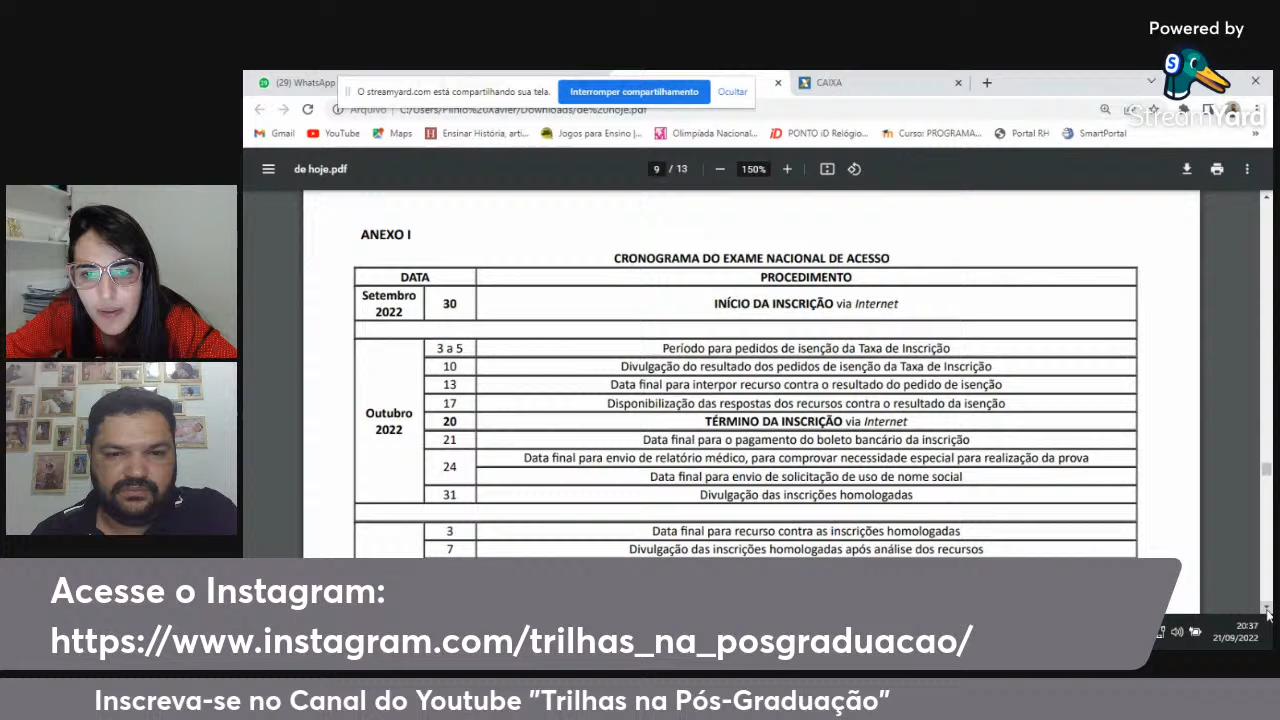 Powered by
StreamYard
(29) WhatsApp
O streamyard.com está compartilhando sua tela.
Interromper compartilhamento
Ocultar
CAIXA
Arquivo
C:/Users/Plinio Xavier/Downloads/de%20hoje.pdf
Gmail
YouTube
Maps
Ensinar História, arti...
Jogos para Ensino |...
Olimpíada Nacional...
PONTO iD Relógio...
Curso: PROGRAMA...
Portal RH
SmartPortal
»
de hoje.pdf
9 / 13
150%
ANEXO I
CRONOGRAMA DO EXAME NACIONAL DE ACESSO
DATA PROCEDIMENTO
Setembro 2022 30 INÍCIO DA INSCRIÇÃO via Internet
Outubro 2022
3 a 5 Período para pedidos de isenção da Taxa de Inscrição
10 Divulgação do resultado dos pedidos de isenção da Taxa de Inscrição
13 Data final para interpor recurso contra o resultado do pedido de isenção
17 Disponibilização das respostas dos recursos contra o resultado da isenção
20 TÉRMINO DA INSCRIÇÃO via Internet
21 Data final para o pagamento do boleto bancário da inscrição
24 Data final para envio de relatório médico, para comprovar necessidade especial para realização da prova
Data final para envio de solicitação de uso de nome social
31 Divulgação das inscrições homologadas
3 Data final para recurso contra as inscrições homologadas
7 Divulgação das inscrições homologadas após análise dos recursos
20:37
21/09/2022
Acesse o Instagram:
https://www.instagram.com/trilhas_na_posgraduacao/
Inscreva-se no Canal do Youtube "Trilhas na Pós-Graduação"